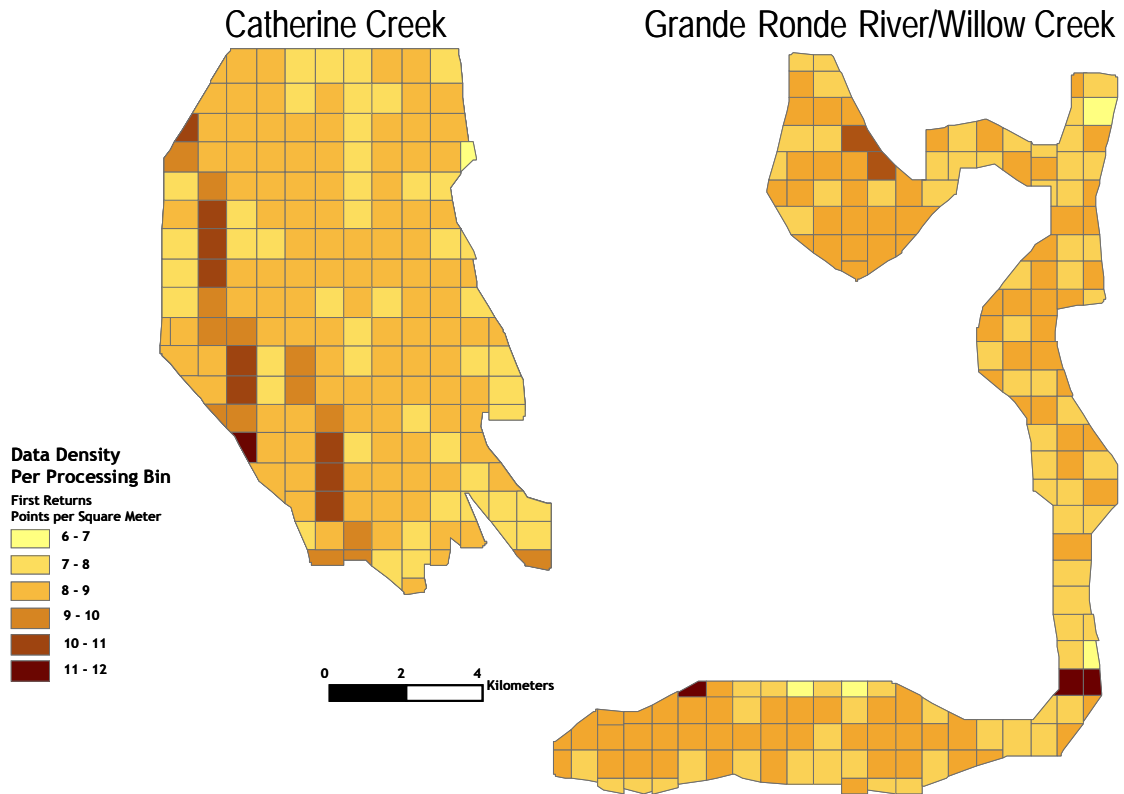 Catherine Creek
Grande Ronde River/Willow Creek
Data Density
Per Processing Bin
First Returns
Points per Square Meter
6 - 7
7 - 8
8 - 9
9 - 10
10 - 11
11 - 12
0 2 4
Kilometers